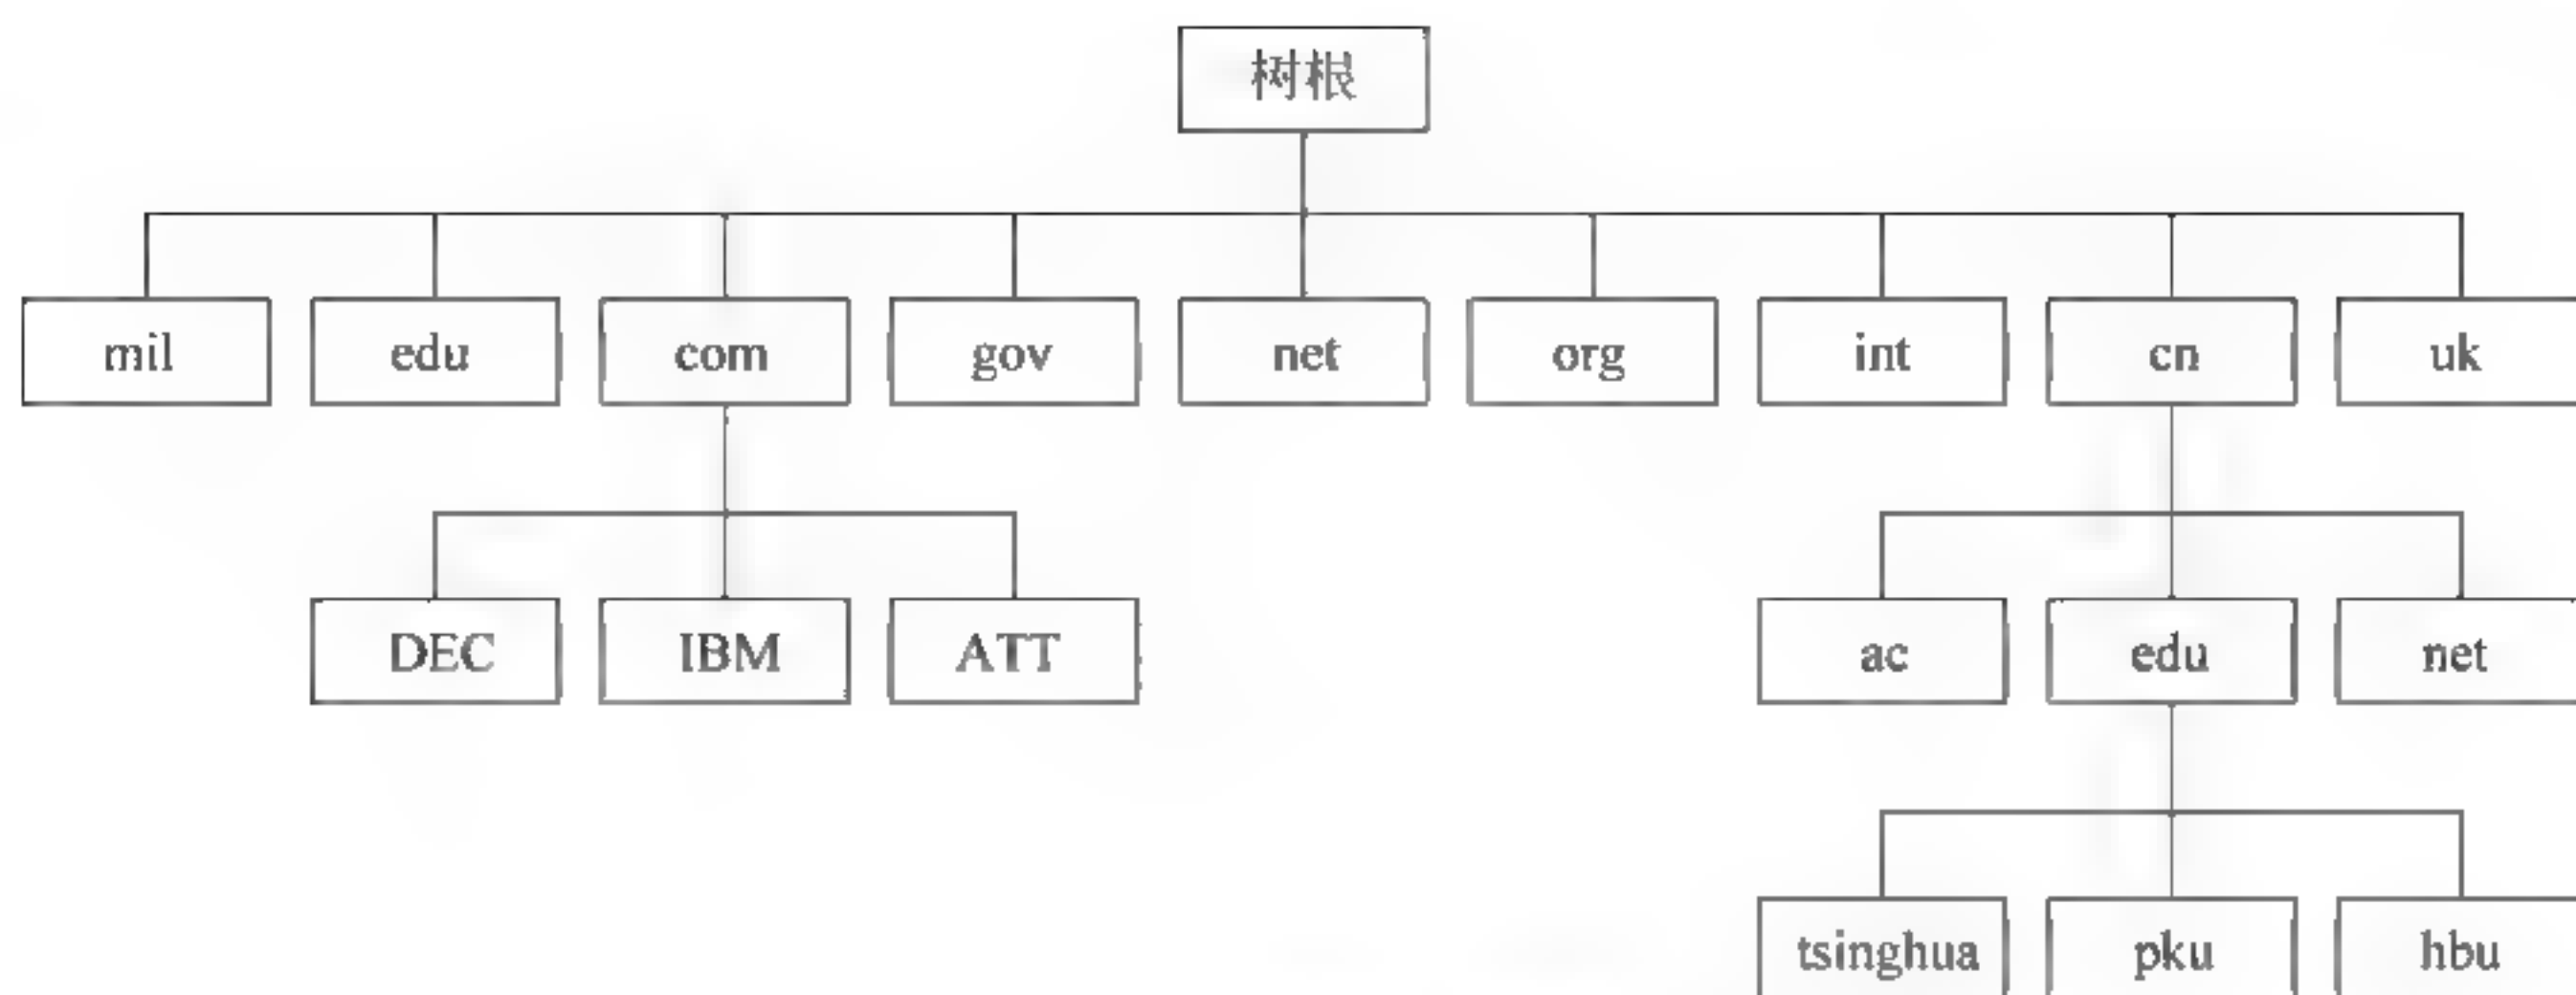 树根
mil edu com gov net org int cn uk
DEC IBM ATT ac edu net
tsinghua pku hbu